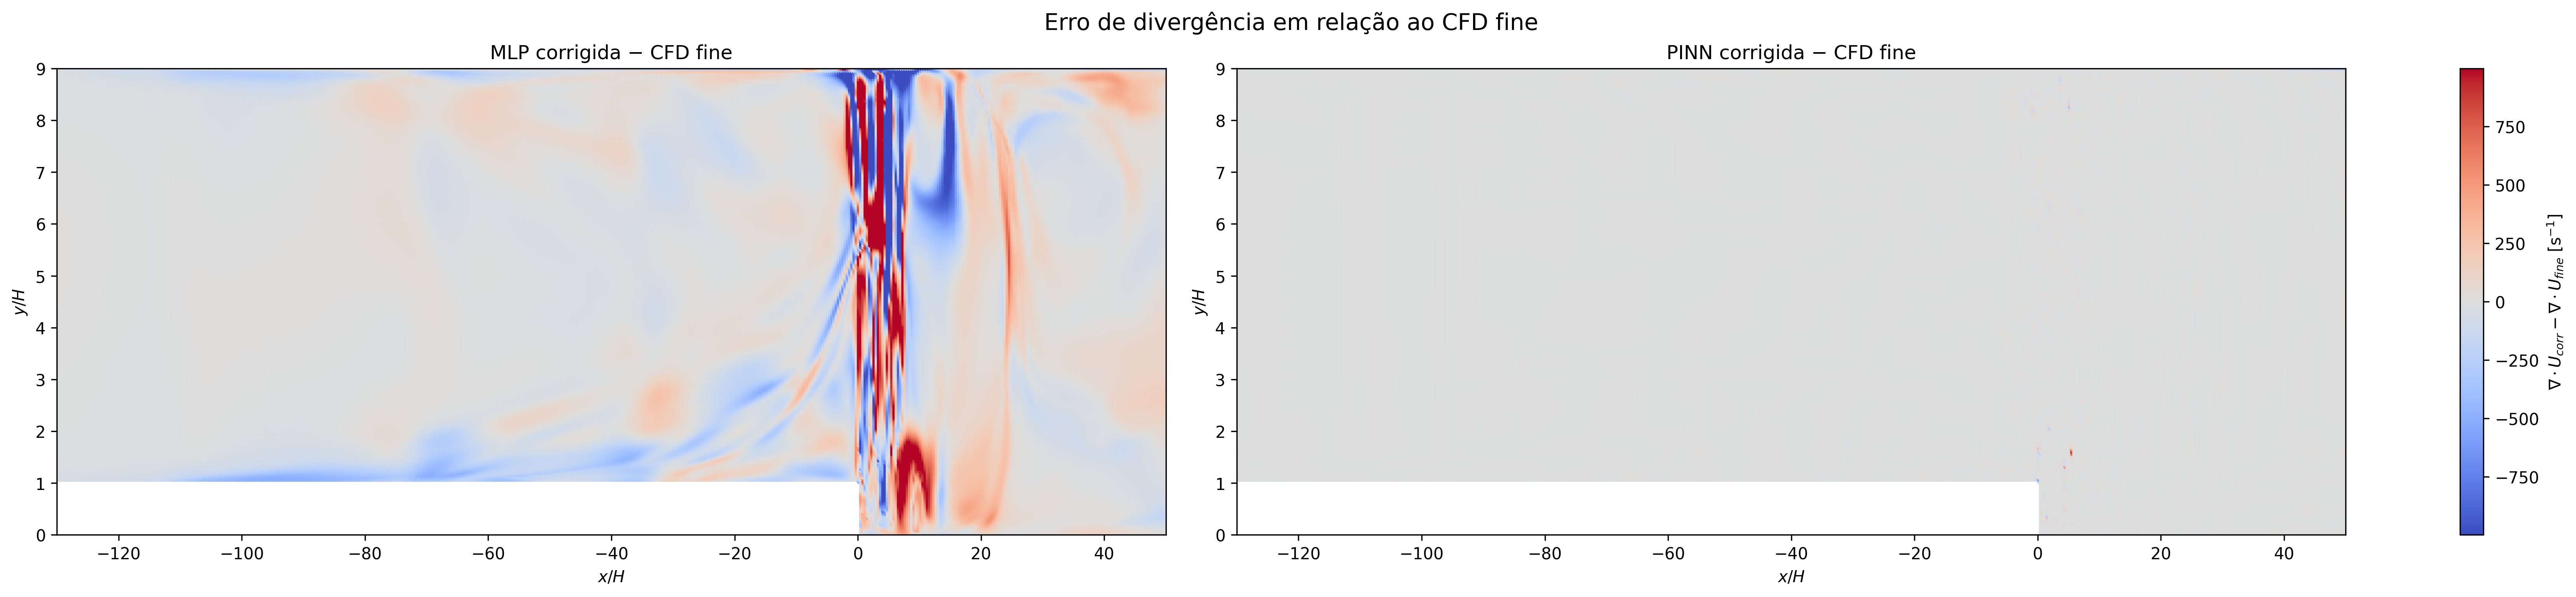 Erro de divergência em relação ao CFD fine
MLP corrigida − CFD fine
9
8
7
6
5
4
3
2
1
0
y/H
−120 −100 −80 −60 −40 −20 0 20 40
x/H
PINN corrigida − CFD fine
9
8
7
6
5
4
3
2
1
0
y/H
−120 −100 −80 −60 −40 −20 0 20 40
x/H
750
500
250
0
−250
−500
−750
∇ · U_corr − ∇ · U_fine [s⁻¹]